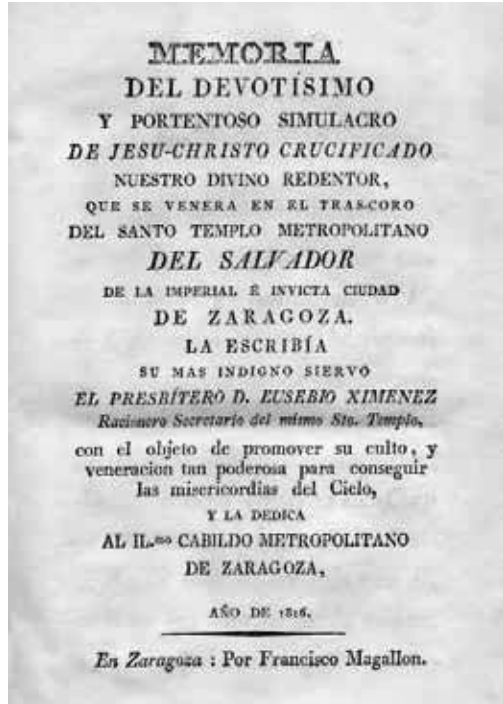 MEMORIA
DEL DEVOTÍSIMO
Y PORTENTOSO SIMULACRO
DE JESU-CHRISTO CRUCIFICADO
NUESTRO DIVINO REDENTOR,
QUE SE VENERA EN EL TRAS-CORO
DEL SANTO TEMPLO METROPOLITANO
DEL SALVADOR
DE LA IMPERIAL É INVICTA CIUDAD
DE ZARAGOZA.
LA ESCRIBÍA
SU MAS INDIGNO SIERVO
EL PRESBÍTERO D. EUSEBIO XIMENEZ
Racionero Secretario del mismo Sto. Templo,
con el objeto de promover su culto, y
veneracion tan poderosa para conseguir
las misericordias del Cielo,
Y LA DEDICA
AL IL.mo CABILDO METROPOLITANO
DE ZARAGOZA,
AÑO DE 1816.
En Zaragoza : Por Francisco Magallon.